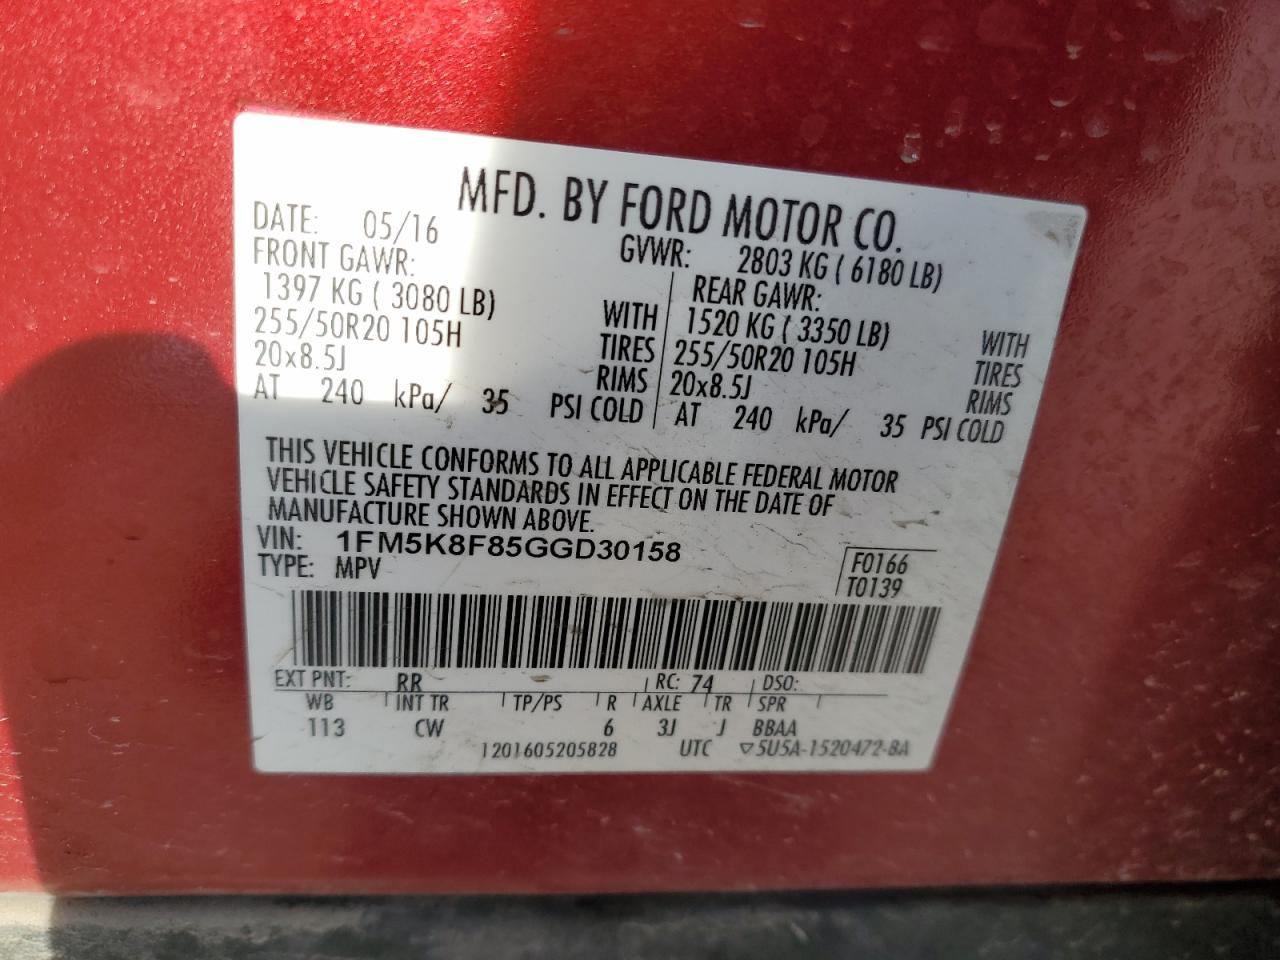 MFD. BY FORD MOTOR CO.
DATE: 05/16
GVWR: 2803 KG ( 6180 LB)
FRONT GAWR:
1397 KG ( 3080 LB) WITH
255/50R20 105H TIRES
20x8.5J RIMS
AT 240 kPa/ 35 PSI COLD
REAR GAWR:
1520 KG ( 3350 LB) WITH
255/50R20 105H TIRES
20x8.5J RIMS
AT 240 kPa/ 35 PSI COLD
THIS VEHICLE CONFORMS TO ALL APPLICABLE FEDERAL MOTOR
VEHICLE SAFETY STANDARDS IN EFFECT ON THE DATE OF
MANUFACTURE SHOWN ABOVE.
VIN: 1FM5K8F85GGD30158
TYPE: MPV
F0166
T0139
EXT PNT: RR RC: 74 DSO:
WB INT TR TP/PS R AXLE TR SPR
113 CW 6 3J J BBAA
1201605205828 UTC ▽5U5A-1520472-BA